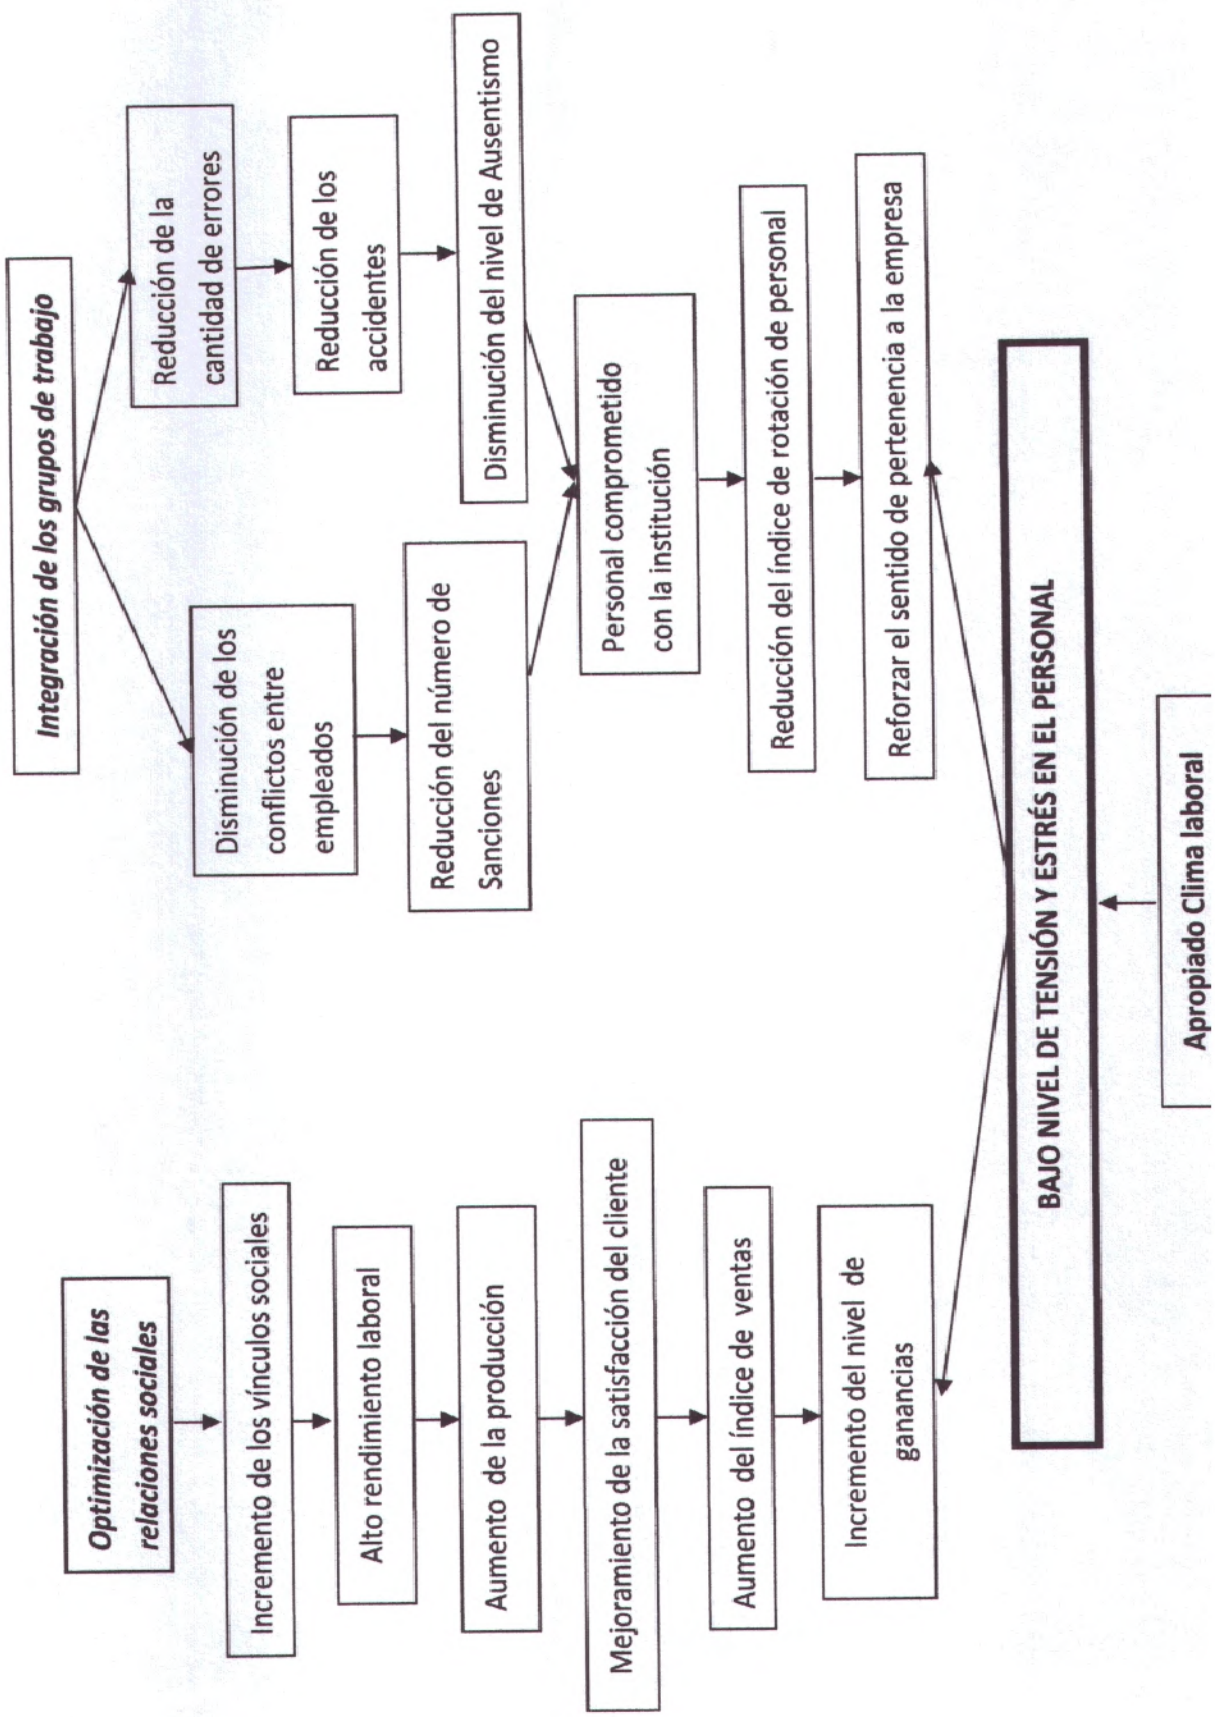 Optimización de las
relaciones sociales
Incremento de los vínculos sociales
Alto rendimiento laboral
Aumento de la producción
Mejoramiento de la satisfacción del cliente
Aumento del índice de ventas
Incremento del nivel de
ganancias
Integración de los grupos de trabajo
Disminución de los
conflictos entre
empleados
Reducción del número de
Sanciones
Reducción de la
cantidad de errores
Reducción de los
accidentes
Disminución del nivel de Ausentismo
Personal comprometido
con la institución
Reducción del índice de rotación de personal
Reforzar el sentido de pertenencia a la empresa
BAJO NIVEL DE TENSIÓN Y ESTRÉS EN EL PERSONAL
Apropiado Clima laboral